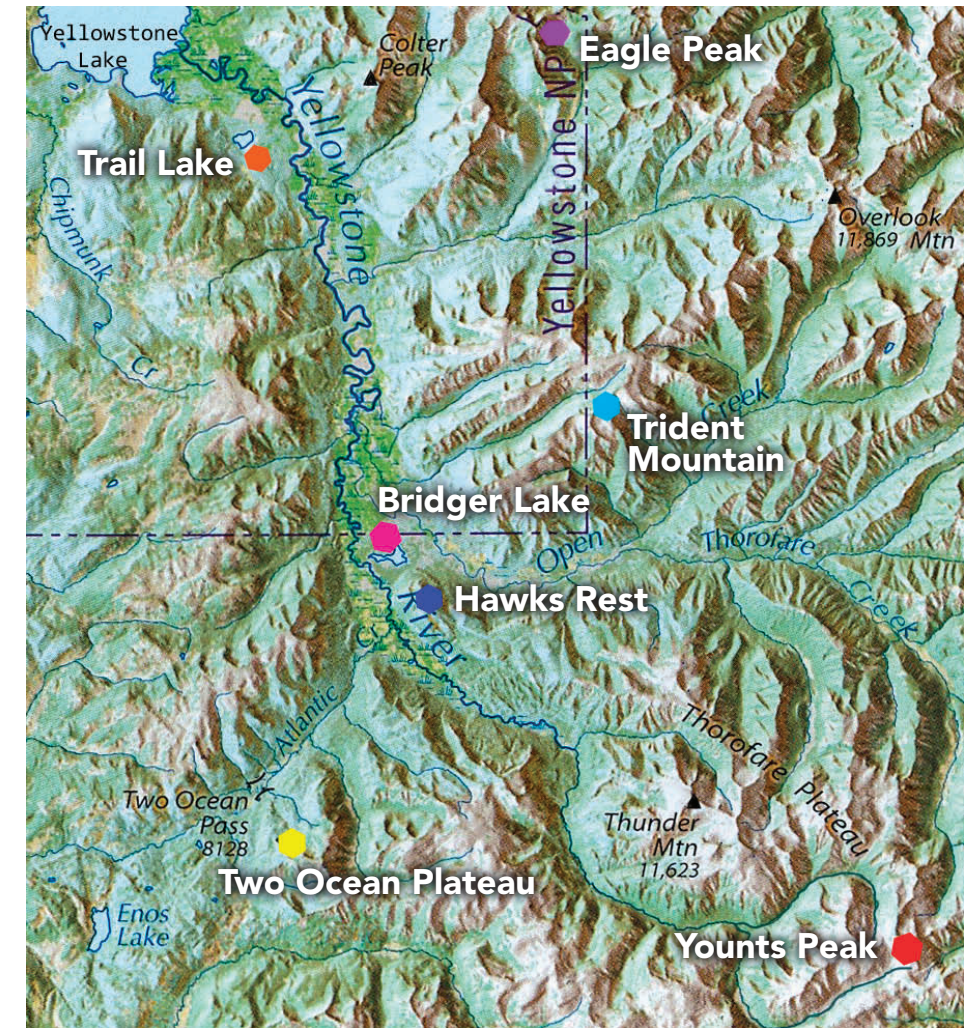 Yellowstone
Lake
Colter
Peak
Eagle Peak
Yellowstone NP
Yellowstone
Trail Lake
Chipmunk
Cr
Overlook
11,869 Mtn
Creek
Trident
Mountain
Bridger Lake
Open
Thorofare
Creek
Hawks Rest
River
Atlantic
Thorofare
Plateau
Two Ocean
Pass
8128
Thunder
Mtn
11,623
Two Ocean Plateau
Enos
Lake
Younts Peak